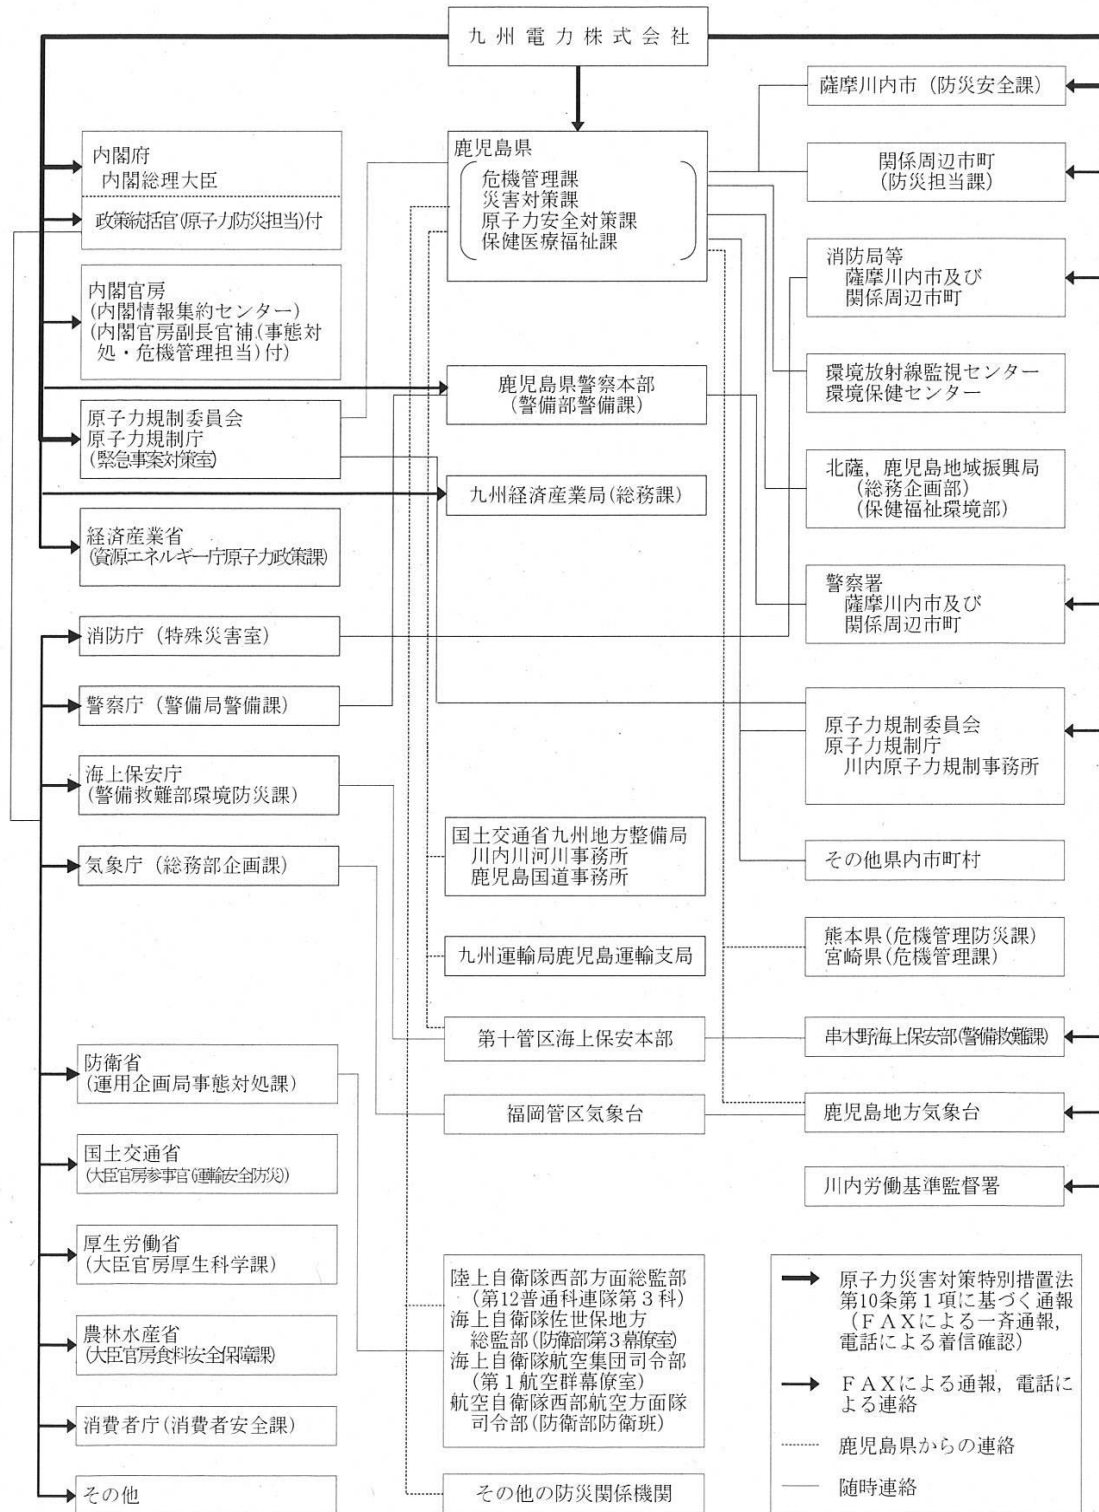 九州電力株式会社
内閣府
内閣総理大臣
政策統括官(原子力防災担当)付
内閣官房
(内閣情報集約センター)
(内閣官房副長官補(事態対
処・危機管理担当)付)
原子力規制委員会
原子力規制庁
(緊急事案対策室)
経済産業省
(資源エネルギー庁原子力政策課)
消防庁(特殊災害室)
警察庁(警備局警備課)
海上保安庁
(警備救難部環境防災課)
気象庁(総務部企画課)
防衛省
(運用企画局事態対処課)
国土交通省
(大臣官房参事官(運輸安全防災))
厚生労働省
(大臣官房厚生科学課)
農林水産省
(大臣官房食料安全保障課)
消費者庁(消費者安全課)
その他
鹿児島県
危機管理課
災害対策課
原子力安全対策課
保健医療福祉課
鹿児島県警察本部
(警備部警備課)
九州経済産業局(総務課)
国土交通省九州地方整備局
川内川河川事務所
鹿児島国道事務所
九州運輸局鹿児島運輸支局
第十管区海上保安本部
福岡管区気象台
陸上自衛隊西部方面総監部
(第12普通科連隊第3科)
海上自衛隊佐世保地方
総監部(防衛部第3幕僚室)
海上自衛隊航空集団司令部
(第1航空群幕僚室)
航空自衛隊西部航空方面隊
司令部(防衛部防衛班)
その他の防災関係機関
薩摩川内市(防災安全課)
関係周辺市町
(防災担当課)
消防局等
薩摩川内市及び
関係周辺市町
環境放射線監視センター
環境保健センター
北薩,鹿児島地域振興局
(総務企画部)
(保健福祉環境部)
警察署
薩摩川内市及び
関係周辺市町
原子力規制委員会
原子力規制庁
川内原子力規制事務所
その他県内市町村
熊本県(危機管理防災課)
宮崎県(危機管理課)
串木野海上保安部(警備救難課)
鹿児島地方気象台
川内労働基準監督署
原子力災害対策特別措置法
第10条第1項に基づく通報
(FAXによる一斉通報,
電話による着信確認)
FAXによる通報,電話に
よる連絡
鹿児島県からの連絡
随時連絡